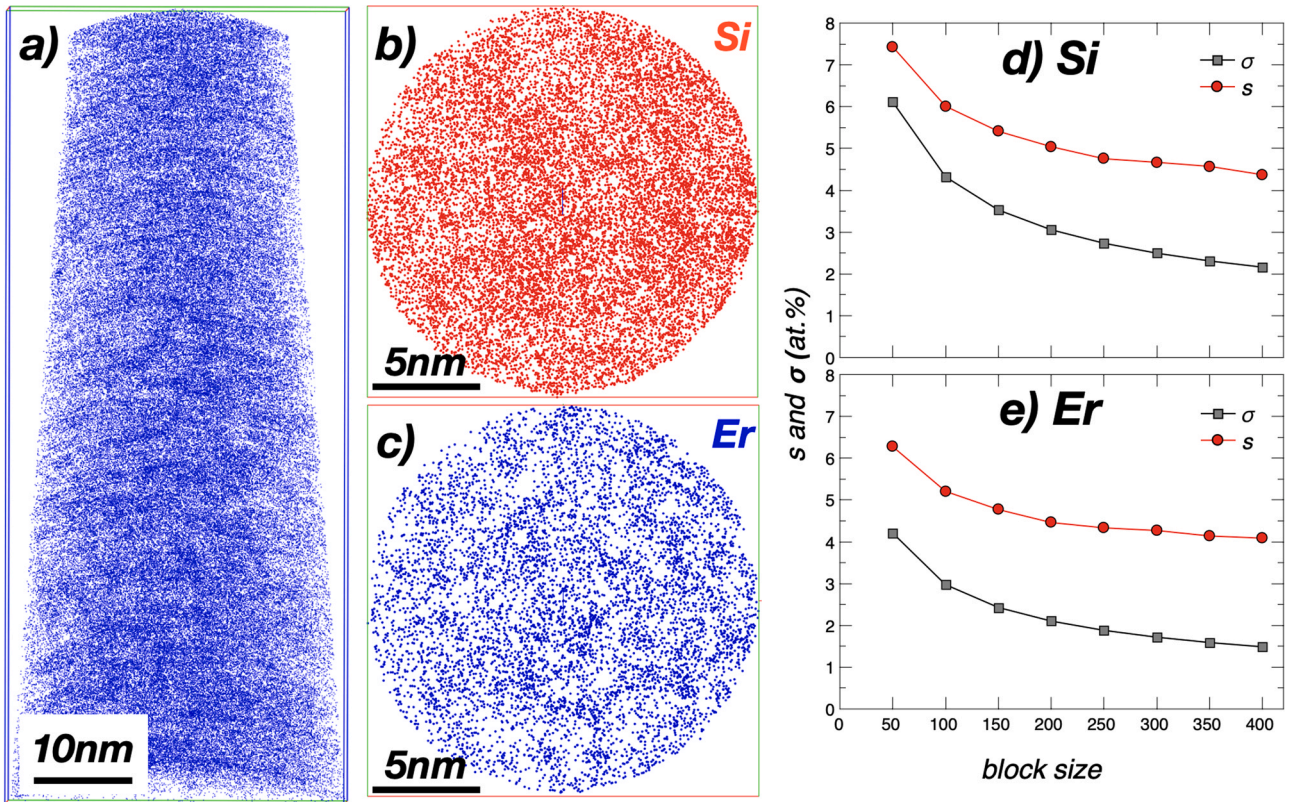 a)
10nm
b)
Si
5nm
c)
Er
5nm
s and σ (at.%)
d) Si
σ
s
8
7
6
5
4
3
2
1
0
e) Er
σ
s
8
7
6
5
4
3
2
1
0
0 50 100 150 200 250 300 350 400
block size